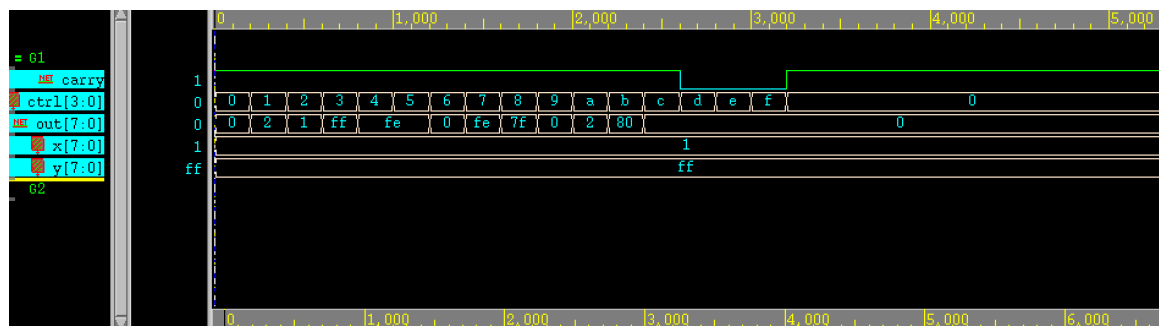 0 1,000 2,000 3,000 4,000 5,000
= G1
NET carry 1
ctrl[3:0] 0 0 1 2 3 4 5 6 7 8 9 a b c d e f 0
NET out[7:0] 0 0 2 1 ff fe 0 fe 7f 0 2 80 0
x[7:0] 1 1
y[7:0] ff ff
G2
0 1,000 2,000 3,000 4,000 5,000 6,000